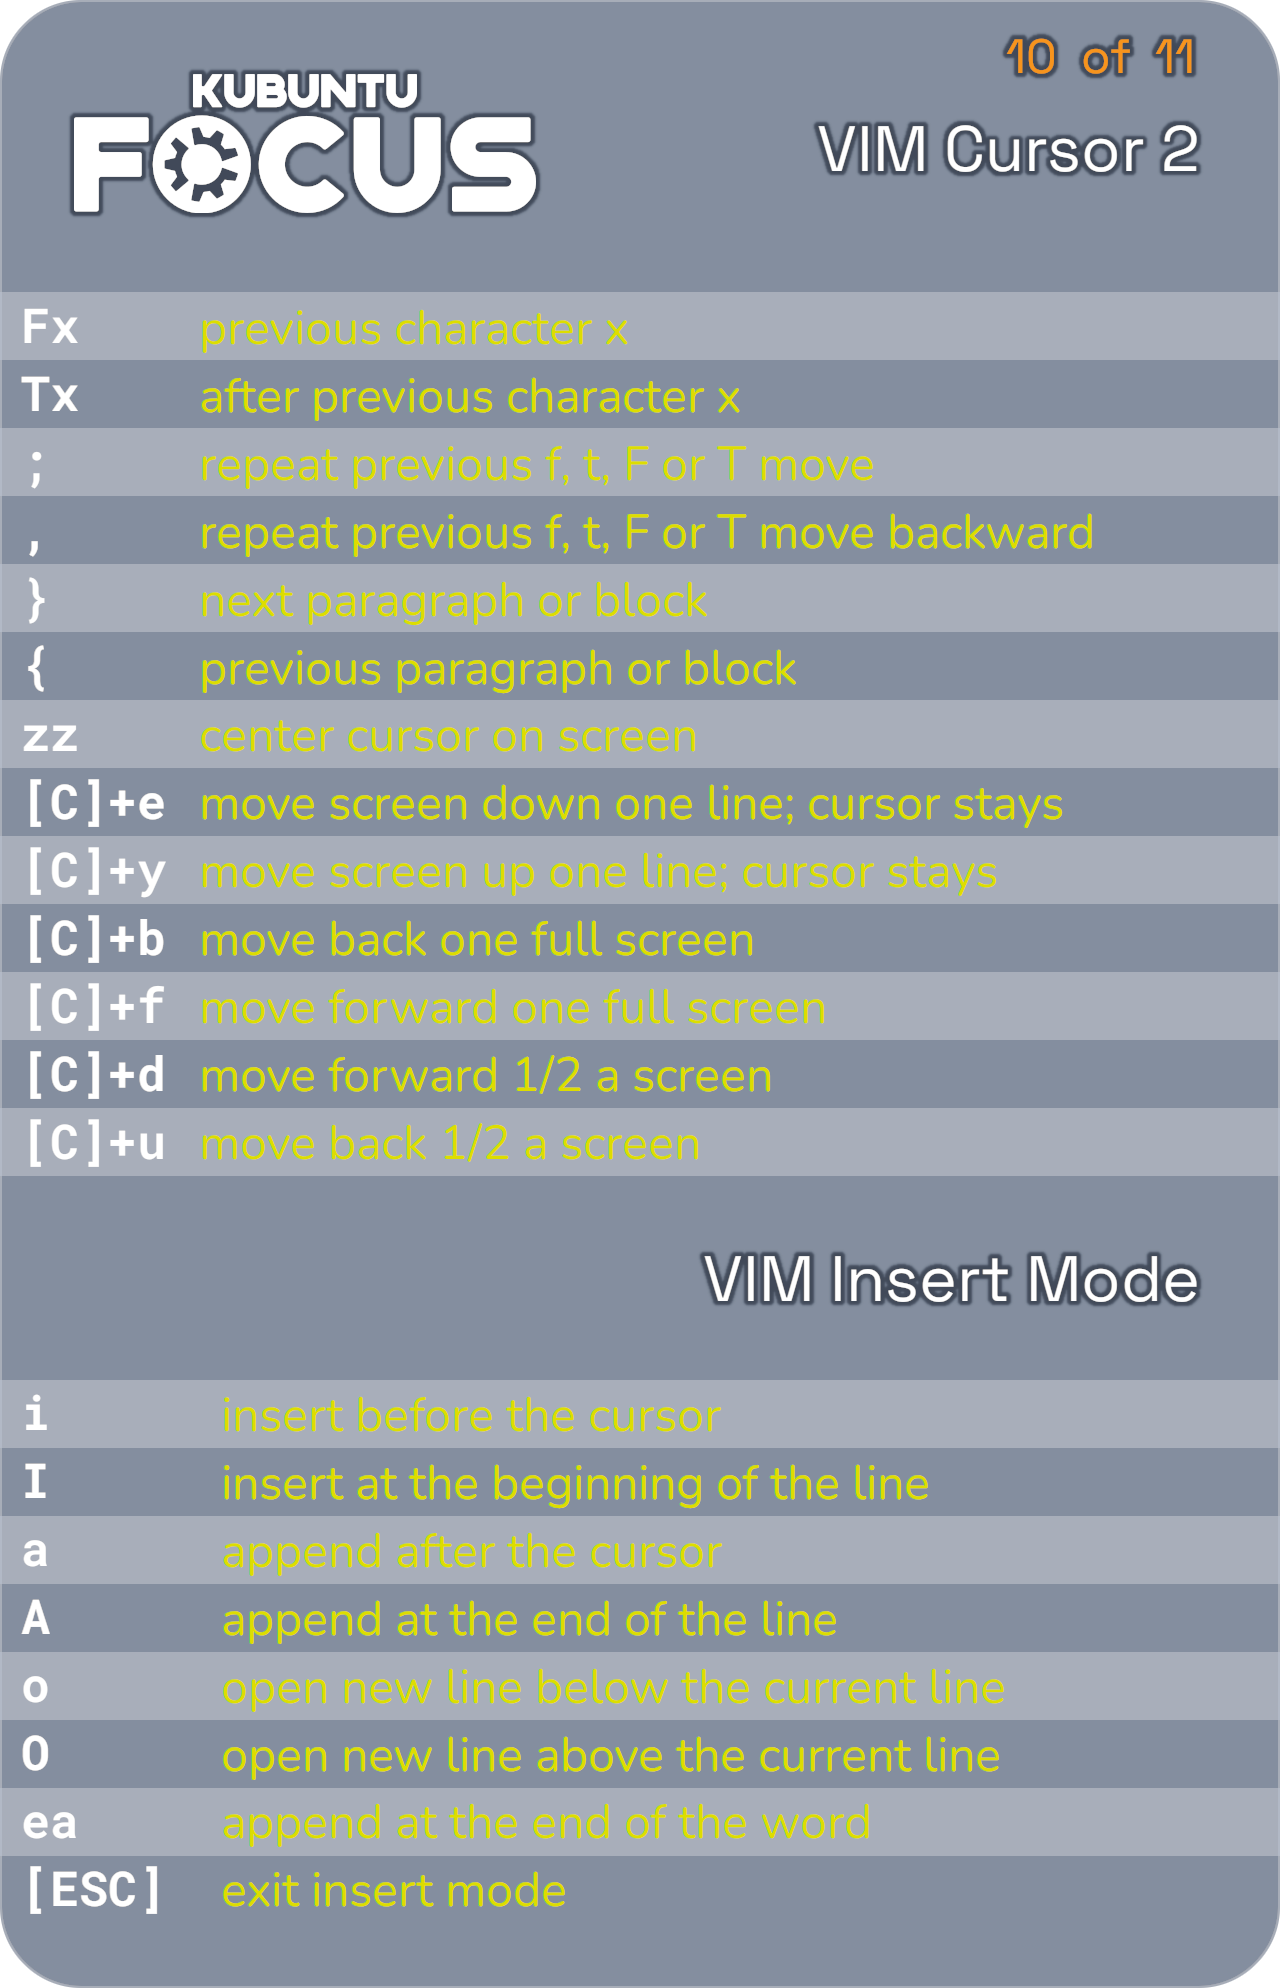 10 of 11
KUBUNTU
FOCUS
VIM Cursor 2
Fx previous character x
Tx after previous character x
; repeat previous f, t, F or T move
, repeat previous f, t, F or T move backward
} next paragraph or block
{ previous paragraph or block
zz center cursor on screen
[C]+e move screen down one line; cursor stays
[C]+y move screen up one line; cursor stays
[C]+b move back one full screen
[C]+f move forward one full screen
[C]+d move forward 1/2 a screen
[C]+u move back 1/2 a screen
VIM Insert Mode
i insert before the cursor
I insert at the beginning of the line
a append after the cursor
A append at the end of the line
o open new line below the current line
O open new line above the current line
ea append at the end of the word
[ESC] exit insert mode